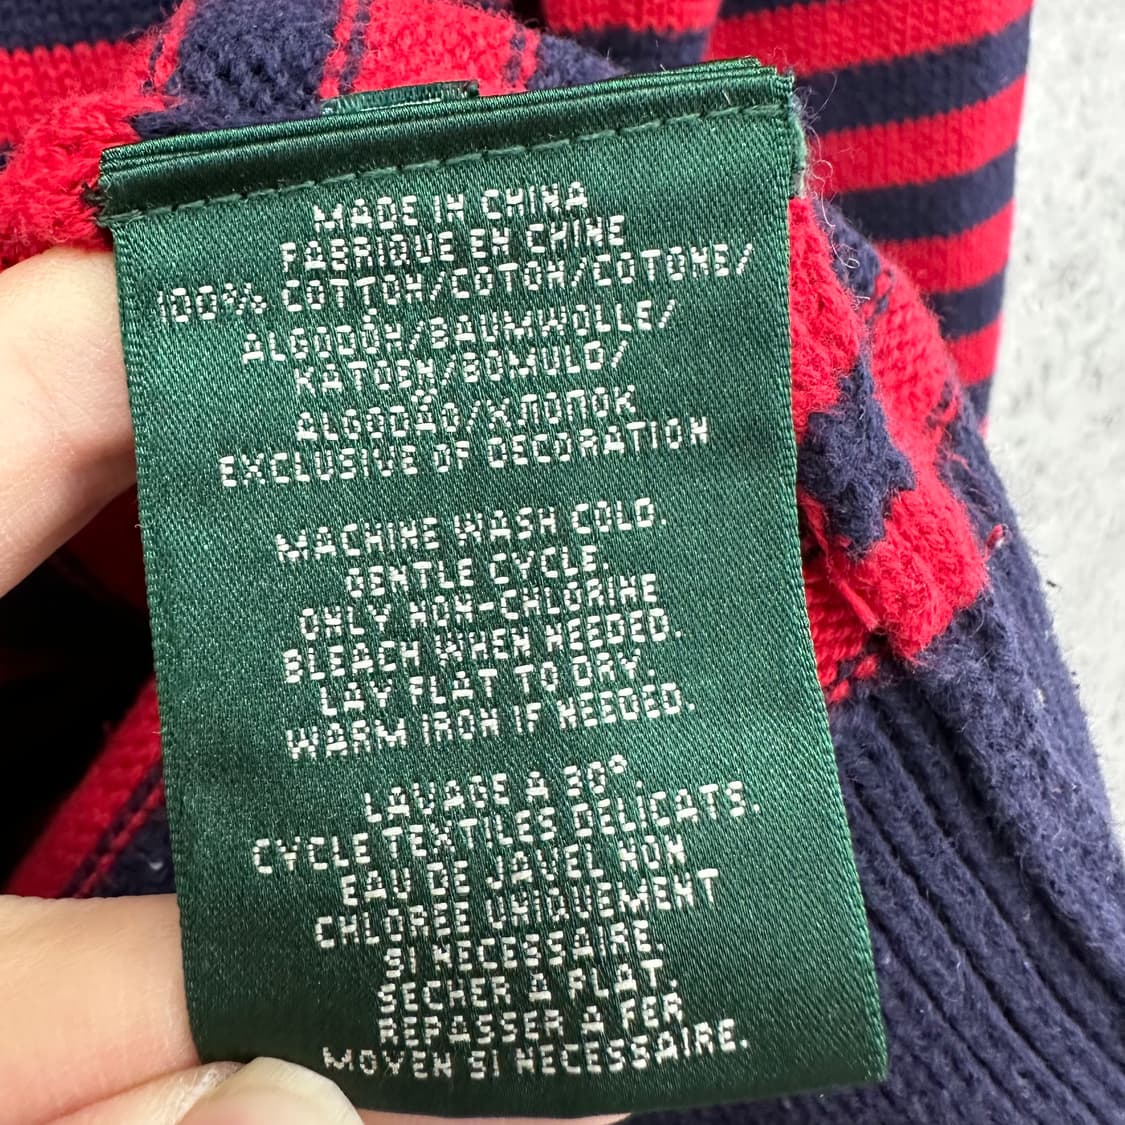 MADE IN CHINA
FABRIQUE EN CHINE
100% COTTON/COTON/COTONE/
ALGODÓN/BAUMWOLLE/
KATOEN/BOMULD/
ALGODÃO/ХЛОПОК
EXCLUSIVE OF DECORATION
MACHINE WASH COLD.
GENTLE CYCLE.
ONLY NON-CHLORINE
BLEACH WHEN NEEDED.
LAY FLAT TO DRY.
WARM IRON IF NEEDED.
LAVAGE A 30°.
CYCLE TEXTILES DELICATS.
EAU DE JAVEL NON
CHLOREE UNIQUEMENT
SI NECESSAIRE.
SECHER A PLAT
REPASSER A FER
MOYEN SI NECESSAIRE.